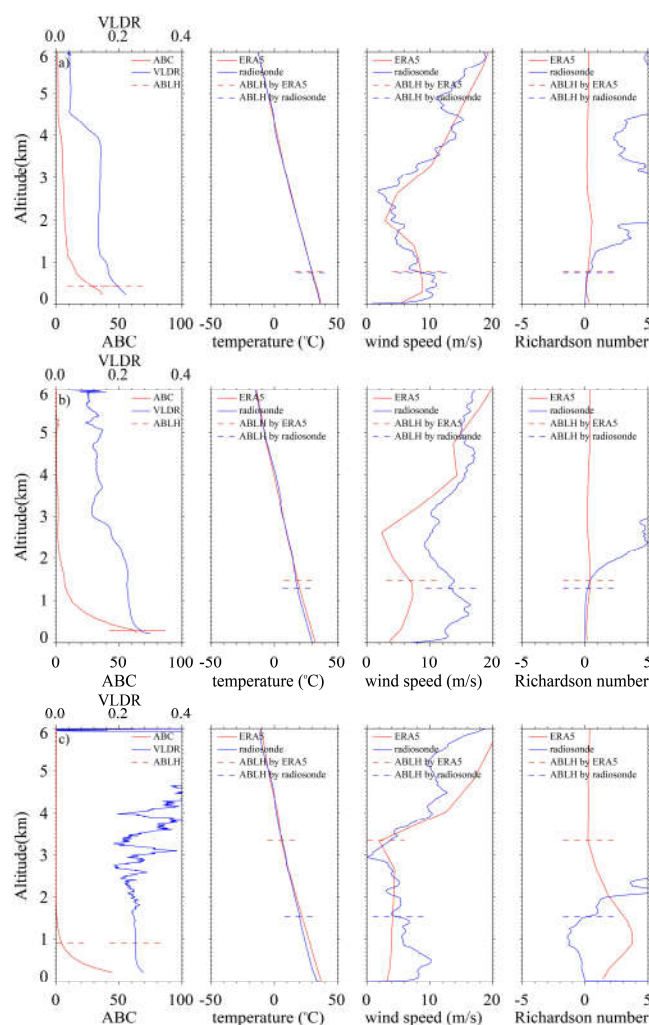 VLDR
0.0 0.2 0.4
a)
ABC
VLDR
ABLH
ERA5
radiosonde
ABLH by ERA5
ABLH by radiosonde
ERA5
radiosonde
ABLH by ERA5
ABLH by radiosonde
ERA5
radiosonde
ABLH by ERA5
ABLH by radiosonde
Altitude(km)
6
5
4
3
2
1
0
0 50 100
-50 0 50
0 10 20
-5 0 5
ABC
temperature (°C)
wind speed (m/s)
Richardson number
VLDR
0.0 0.2 0.4
b)
ABC
VLDR
ABLH
ERA5
radiosonde
ABLH by ERA5
ABLH by radiosonde
ERA5
radiosonde
ABLH by ERA5
ABLH by radiosonde
ERA5
radiosonde
ABLH by ERA5
ABLH by radiosonde
Altitude(km)
6
5
4
3
2
1
0
0 50 100
-50 0 50
0 10 20
-5 0 5
ABC
temperature (°C)
wind speed (m/s)
Richardson number
VLDR
0.0 0.2 0.4
c)
ABC
VLDR
ABLH
ERA5
radiosonde
ABLH by ERA5
ABLH by radiosonde
ERA5
radiosonde
ABLH by ERA5
ABLH by radiosonde
ERA5
radiosonde
ABLH by ERA5
ABLH by radiosonde
Altitude(km)
6
5
4
3
2
1
0
0 50 100
-50 0 50
0 10 20
-5 0 5
ABC
temperature (°C)
wind speed (m/s)
Richardson number